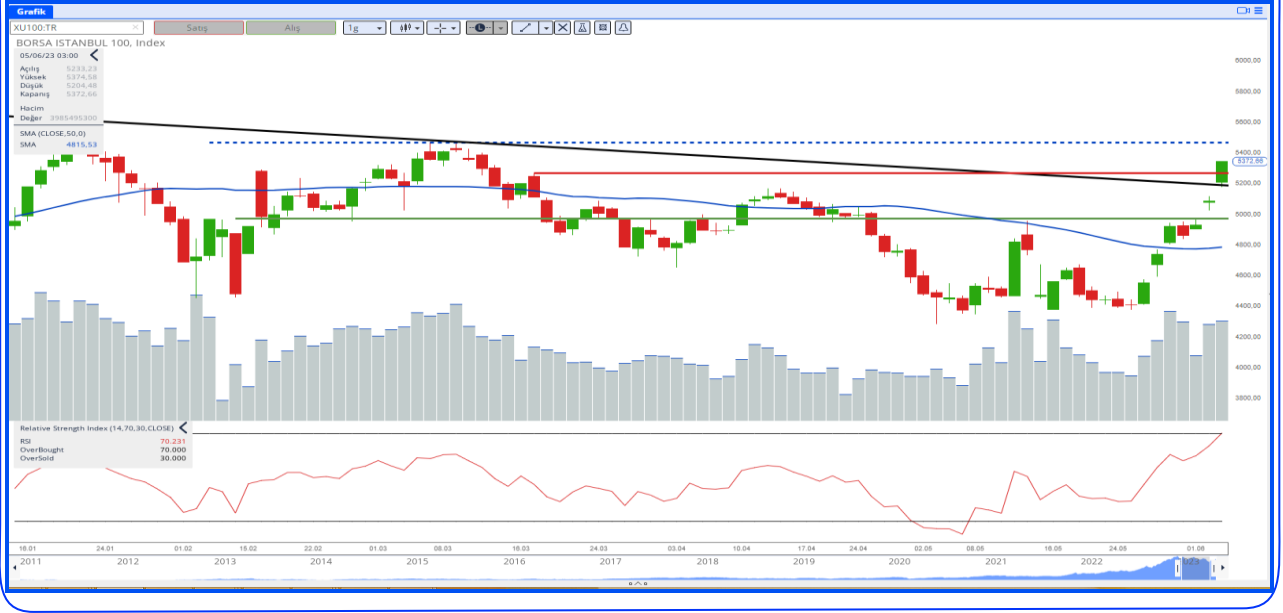 Grafik
XU100:TR
Satış
Alış
1g
L
BORSA ISTANBUL 100, Index
05/06/23 03:00
Açılış 5233,23
Yüksek 5374,58
Düşük 5204,48
Kapanış 5372,66
Hacim
Değer 3985495300
SMA (CLOSE,50,0)
SMA 4815,53
6000,00
5800,00
5600,00
5400,00
5372,66
5200,00
5000,00
4800,00
4600,00
4400,00
4200,00
4000,00
3800,00
Relative Strength Index (14,70,30,CLOSE)
RSI 70.231
OverBought 70.000
OverSold 30.000
18.01 24.01 01.02 15.02 22.02 01.03 08.03 16.03 24.03 03.04 10.04 17.04 24.04 02.05 08.05 16.05 24.05 01.06
2011 2012 2013 2014 2015 2016 2017 2018 2019 2020 2021 2022